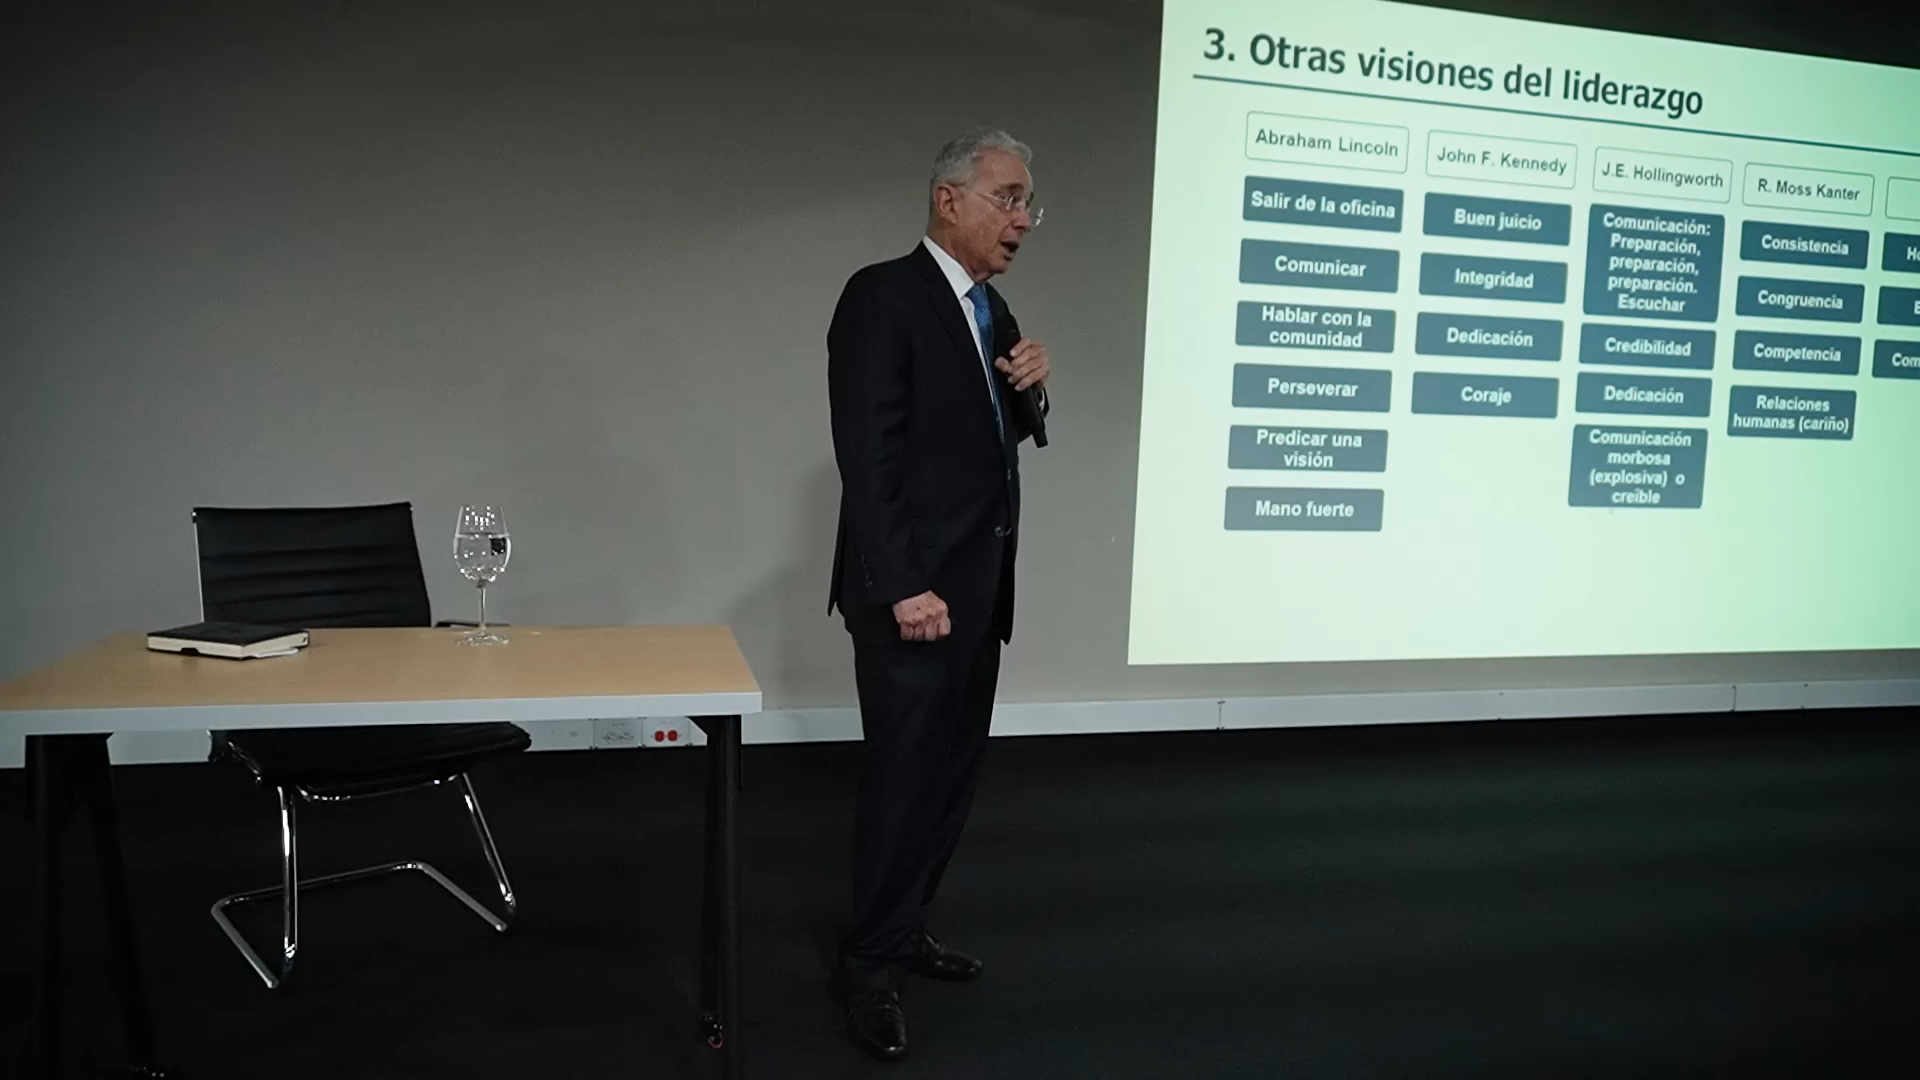 3. Otras visiones del liderazgo
Abraham Lincoln
Salir de la oficina
Comunicar
Hablar con la
comunidad
Perseverar
Predicar una
visión
Mano fuerte
John F. Kennedy
Buen juicio
Integridad
Dedicación
Coraje
J.E. Hollingworth
Comunicación:
Preparación,
preparación,
preparación.
Escuchar
Credibilidad
Dedicación
Comunicación
morbosa
(explosiva) o
creíble
R. Moss Kanter
Consistencia
Congruencia
Competencia
Relaciones
humanas (cariño)